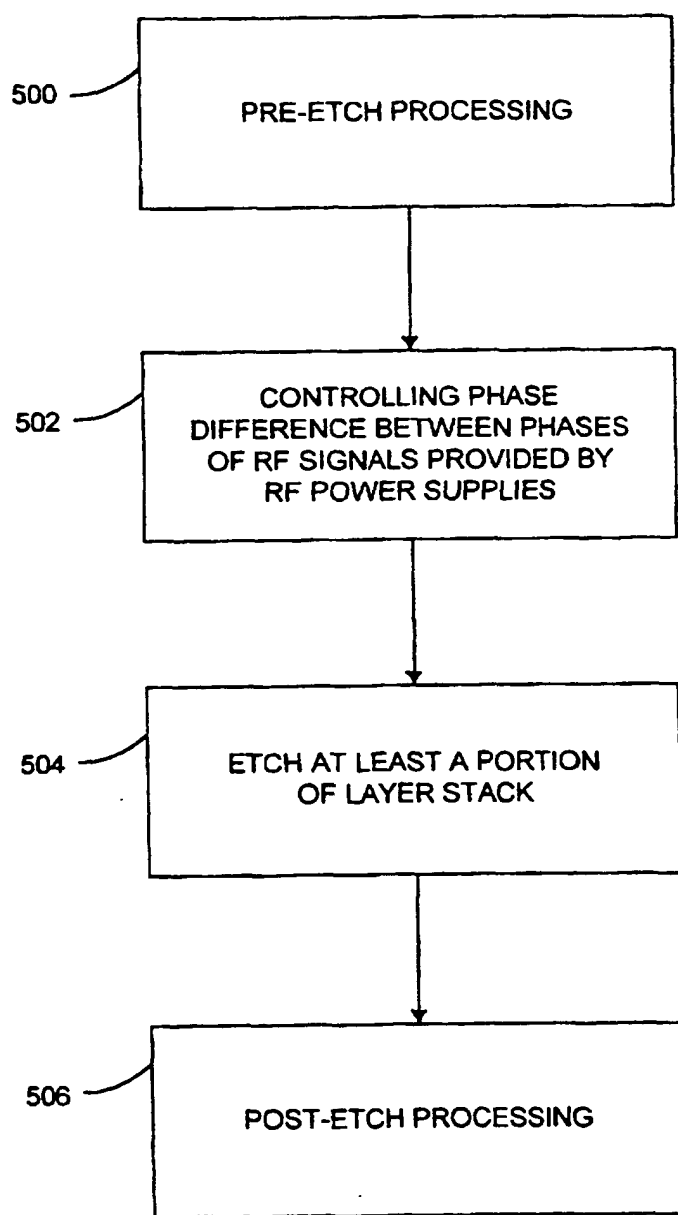 500
PRE-ETCH PROCESSING
502
CONTROLLING PHASE
DIFFERENCE BETWEEN PHASES
OF RF SIGNALS PROVIDED BY
RF POWER SUPPLIES
504
ETCH AT LEAST A PORTION
OF LAYER STACK
506
POST-ETCH PROCESSING